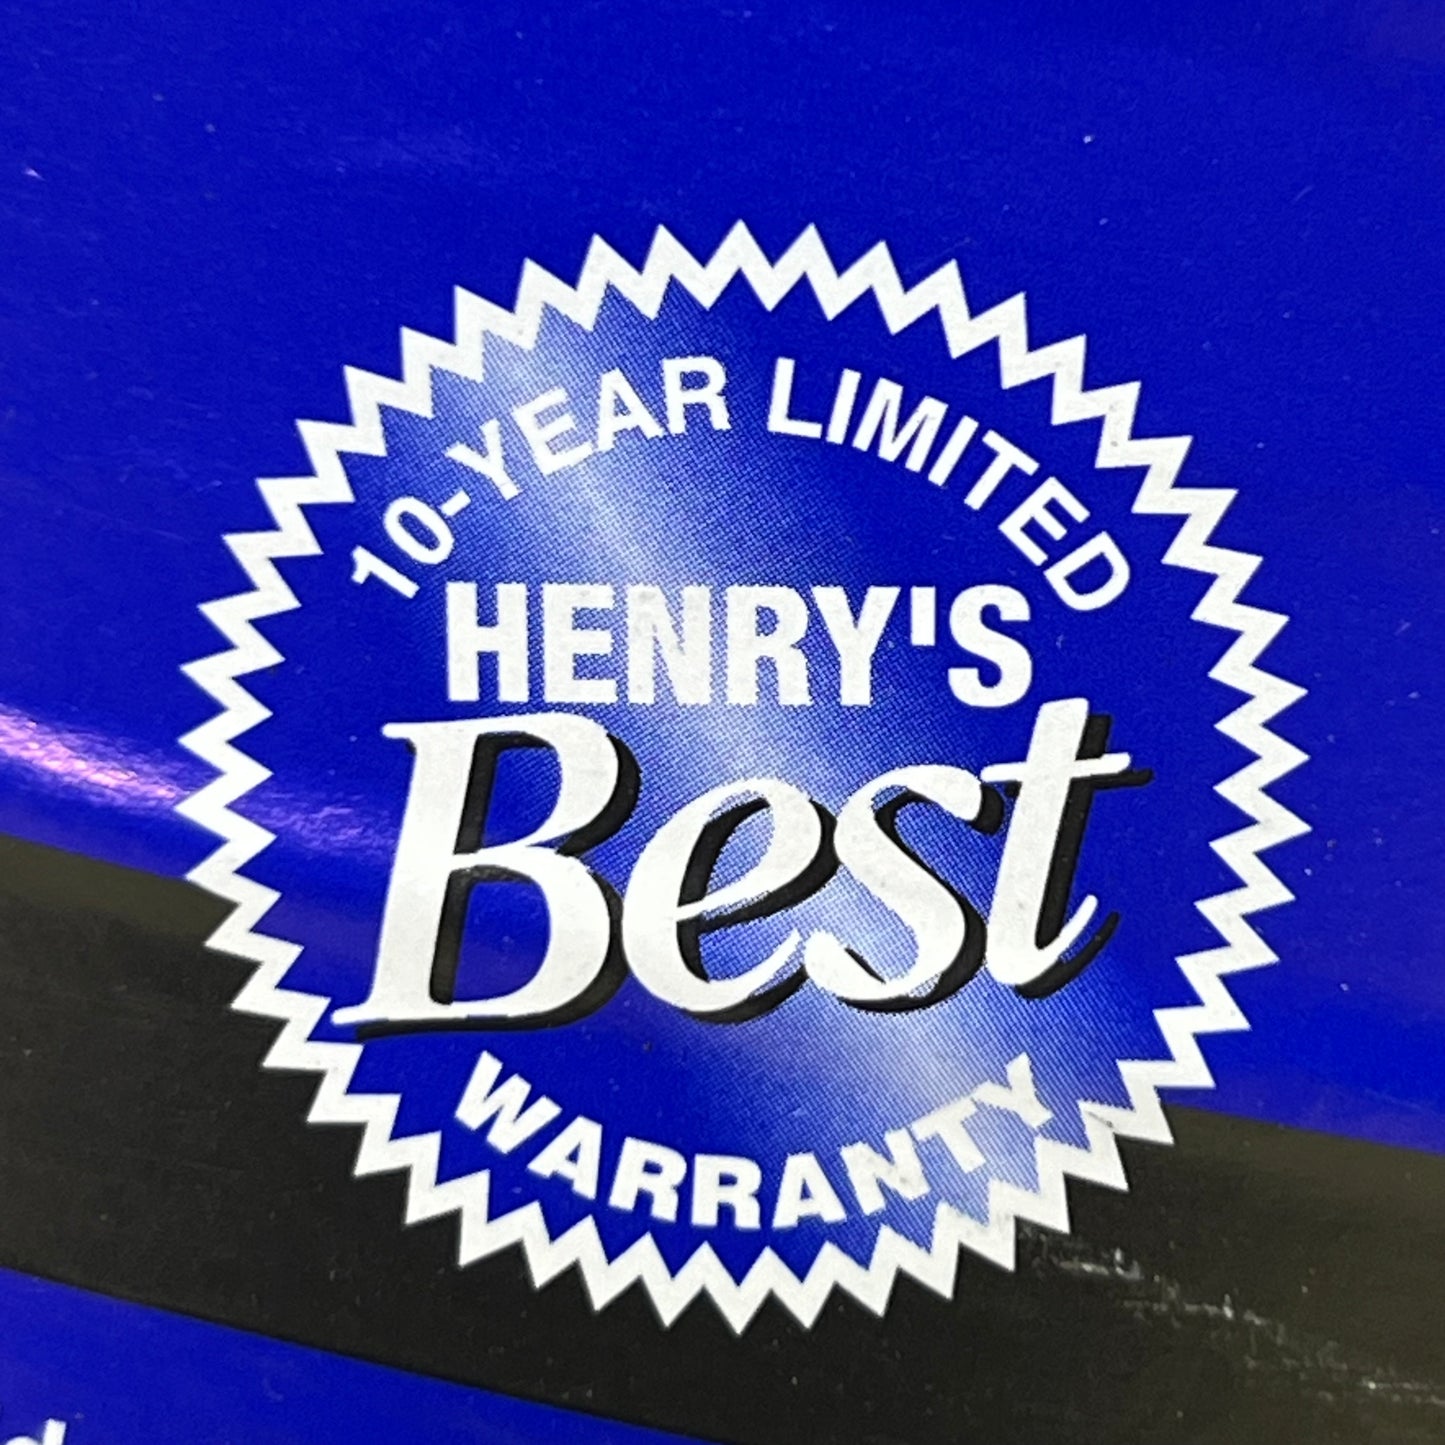 10-YEAR LIMITED
HENRY'S
Best
WARRANTY